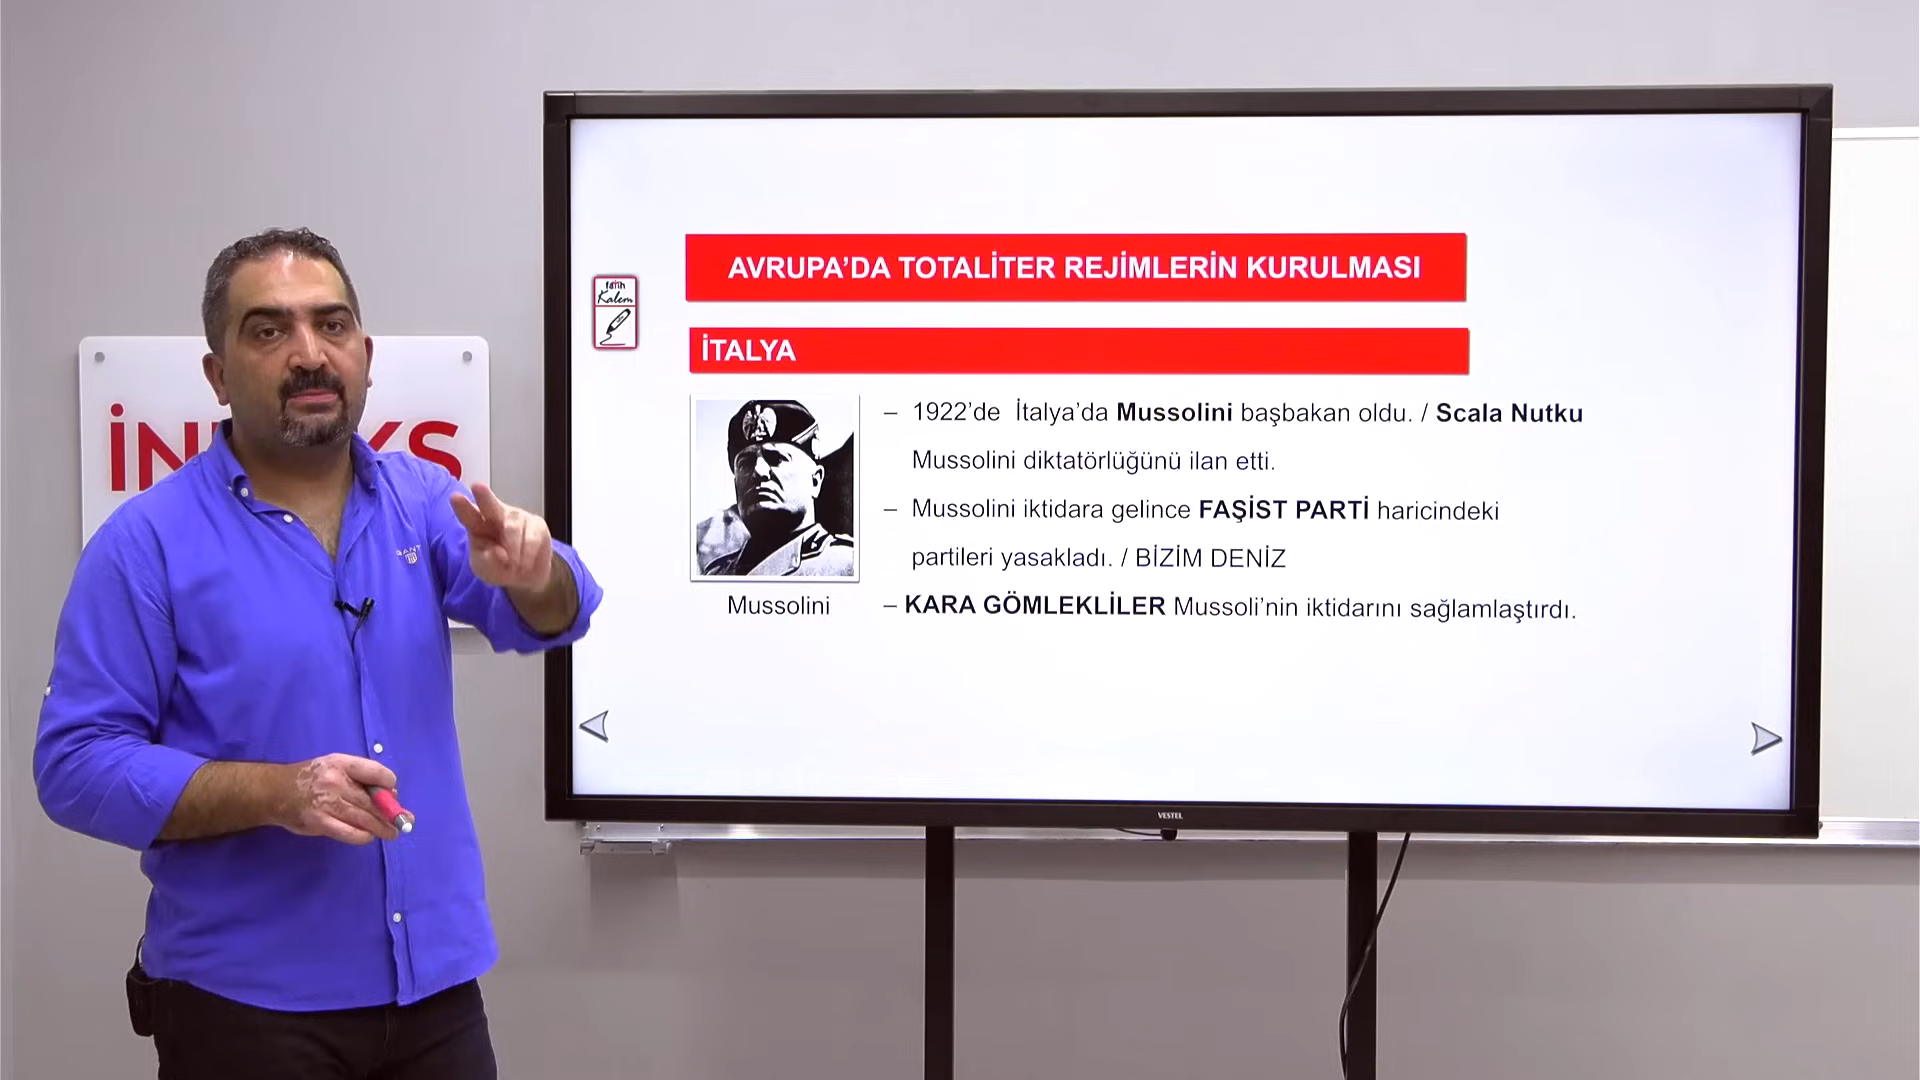 AVRUPA’DA TOTALİTER REJİMLERİN KURULMASI
fatih
Kalem
İTALYA
– 1922’de İtalya’da Mussolini başbakan oldu. / Scala Nutku
Mussolini diktatörlüğünü ilan etti.
– Mussolini iktidara gelince FAŞİST PARTİ haricindeki
partileri yasakladı. / BİZİM DENİZ
Mussolini
– KARA GÖMLEKLİLER Mussoli’nin iktidarını sağlamlaştırdı.
GANT
VESTEL